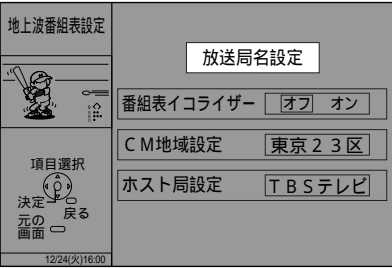 地上波番組表設定
放送局名設定
番組表イコライザー オフ オン
ＣＭ地域設定 東京２３区
ホスト局設定 ＴＢＳテレビ
項目選択
決定
戻る
元の
画面
12/24(火)16:00